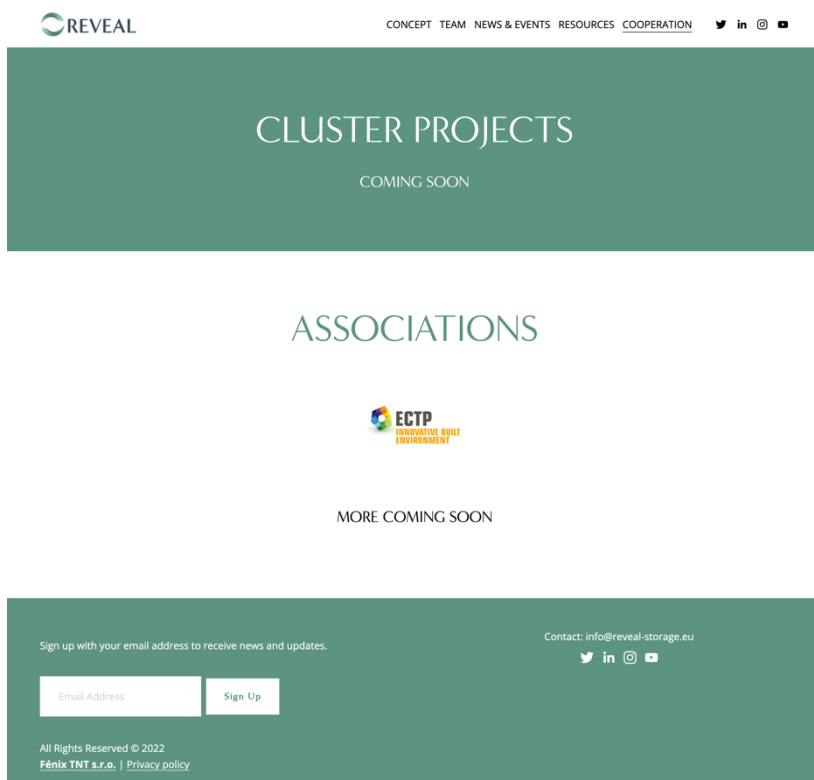 REVEAL
CONCEPT TEAM NEWS & EVENTS RESOURCES COOPERATION
CLUSTER PROJECTS
COMING SOON
ASSOCIATIONS
ECTP
INNOVATIVE BUILT
ENVIRONMENT
MORE COMING SOON
Sign up with your email address to receive news and updates.
Email Address
Sign Up
Contact: info@reveal-storage.eu
All Rights Reserved © 2022
Fénix TNT s.r.o. | Privacy policy